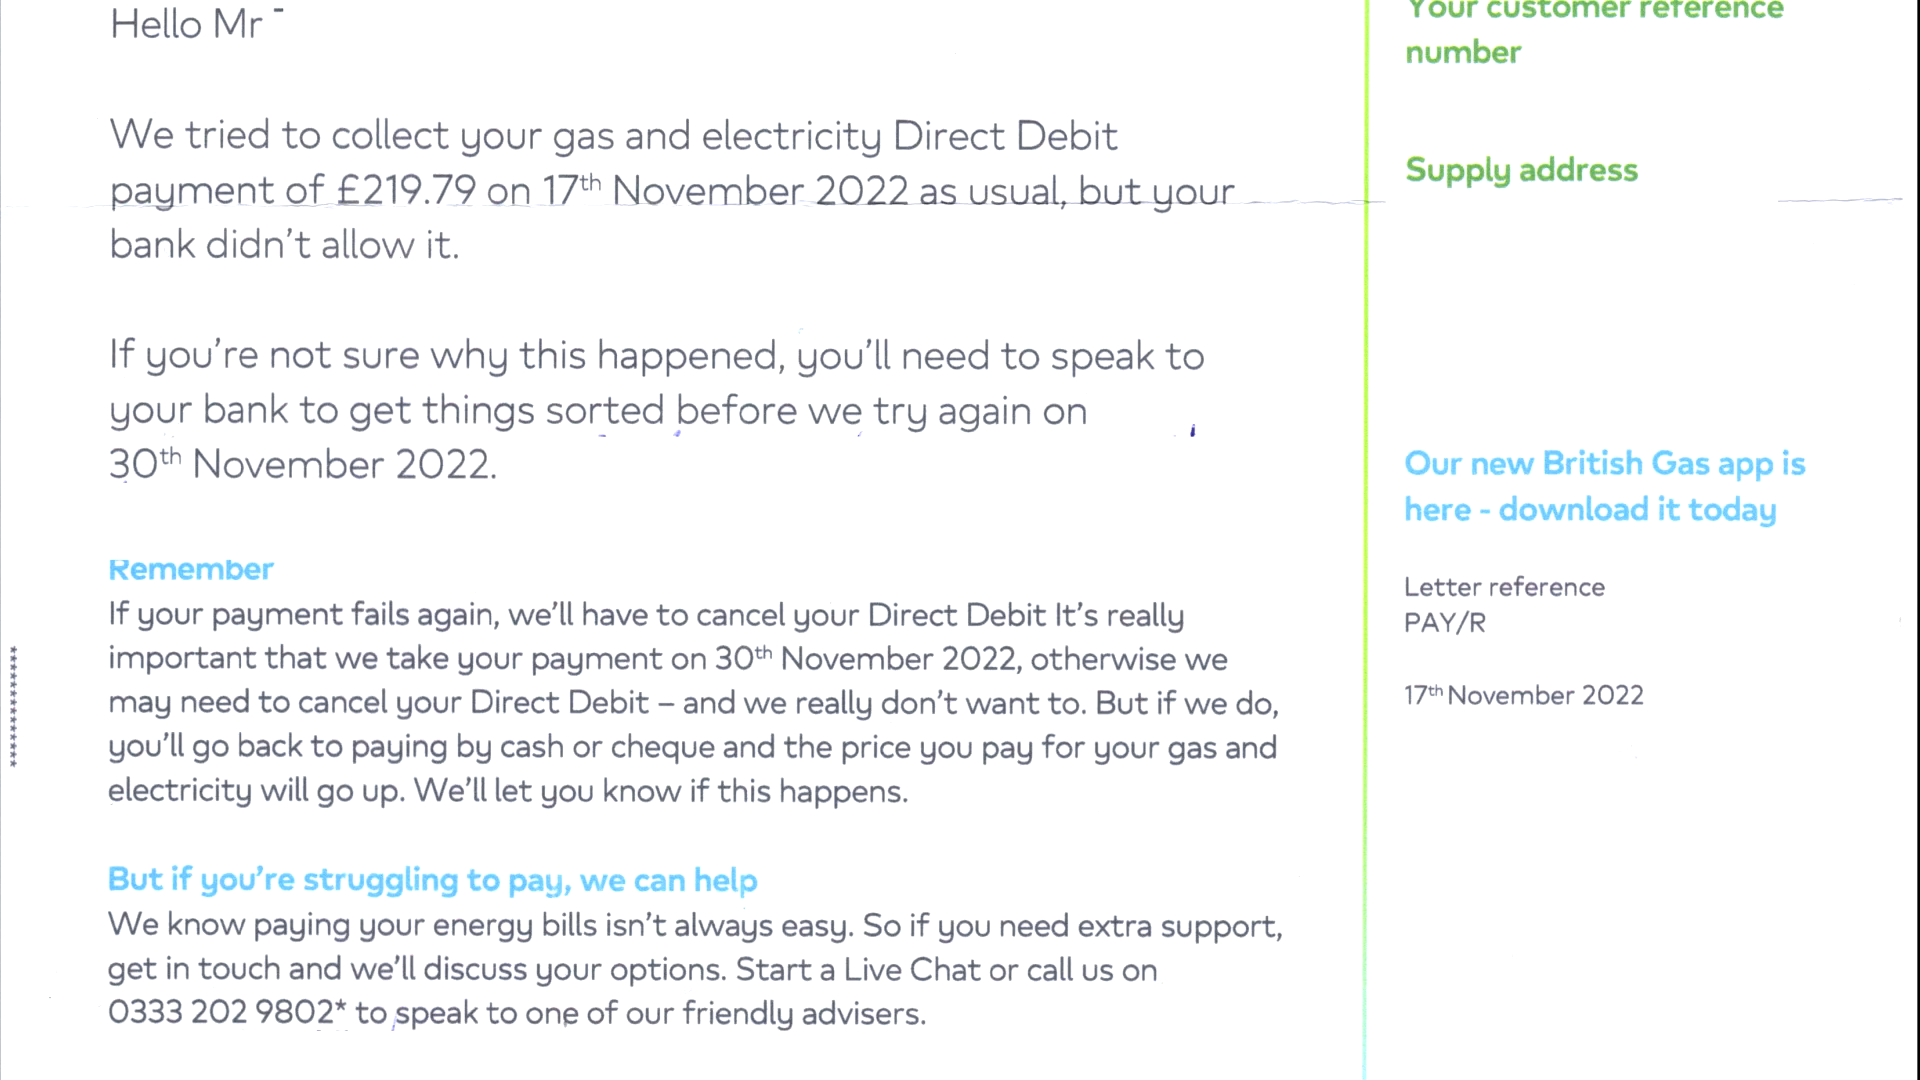 Hello Mr
We tried to collect your gas and electricity Direct Debit
payment of £219.79 on 17th November 2022 as usual, but your
bank didn't allow it.
If you're not sure why this happened, you'll need to speak to
your bank to get things sorted before we try again on
30th November 2022.
Remember
If your payment fails again, we'll have to cancel your Direct Debit It's really
important that we take your payment on 30th November 2022, otherwise we
may need to cancel your Direct Debit – and we really don't want to. But if we do,
you'll go back to paying by cash or cheque and the price you pay for your gas and
electricity will go up. We'll let you know if this happens.
But if you're struggling to pay, we can help
We know paying your energy bills isn't always easy. So if you need extra support,
get in touch and we'll discuss your options. Start a Live Chat or call us on
0333 202 9802* to speak to one of our friendly advisers.
Your customer reference
number
Supply address
Our new British Gas app is
here - download it today
Letter reference
PAY/R
17th November 2022